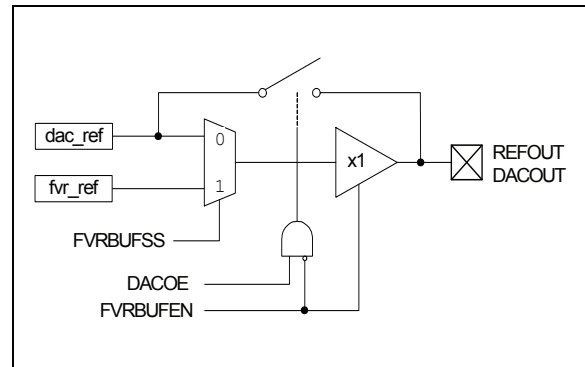 dac_ref
0
x1
REFOUT
DACOUT
fvr_ref
1
FVRBUFSS
DACOE
FVRBUFEN